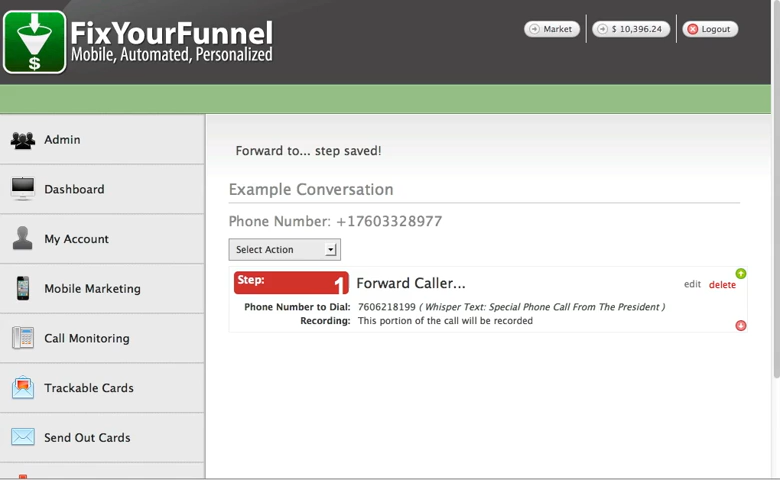 FixYourFunnel
Mobile, Automated, Personalized
$
Market
$ 10,396.24
Logout
Admin
Dashboard
My Account
Mobile Marketing
Call Monitoring
Trackable Cards
Send Out Cards
Forward to... step saved!
Example Conversation
Phone Number: +17603328977
Select Action
Step: 1 Forward Caller...
edit delete
Phone Number to Dial: 7606218199 ( Whisper Text: Special Phone Call From The President )
Recording: This portion of the call will be recorded